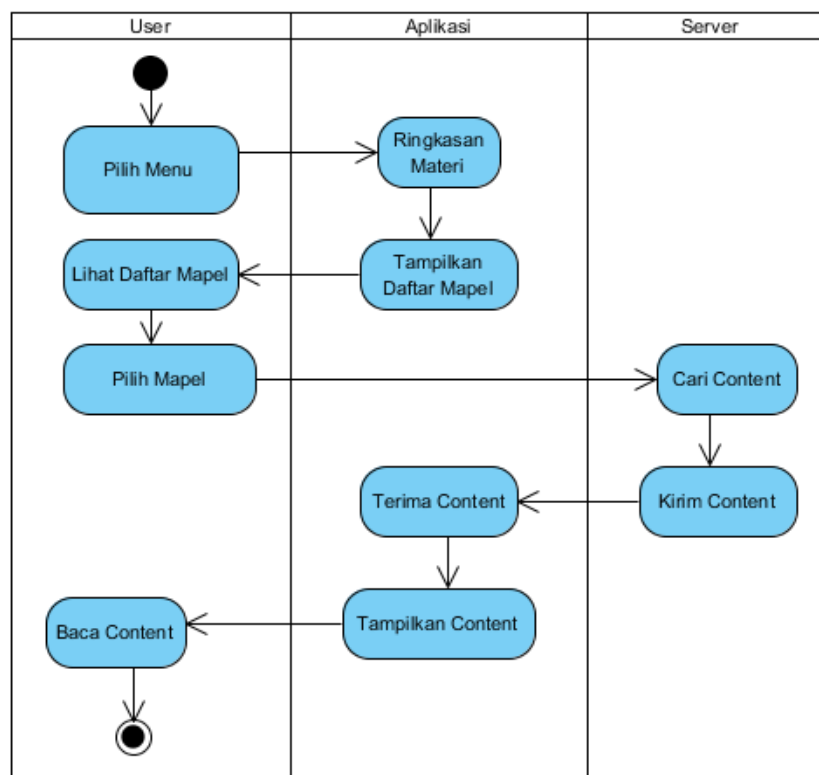 User
Aplikasi
Server
Pilih Menu
Ringkasan
Materi
Lihat Daftar Mapel
Tampilkan
Daftar Mapel
Pilih Mapel
Cari Content
Terima Content
Kirim Content
Baca Content
Tampilkan Content